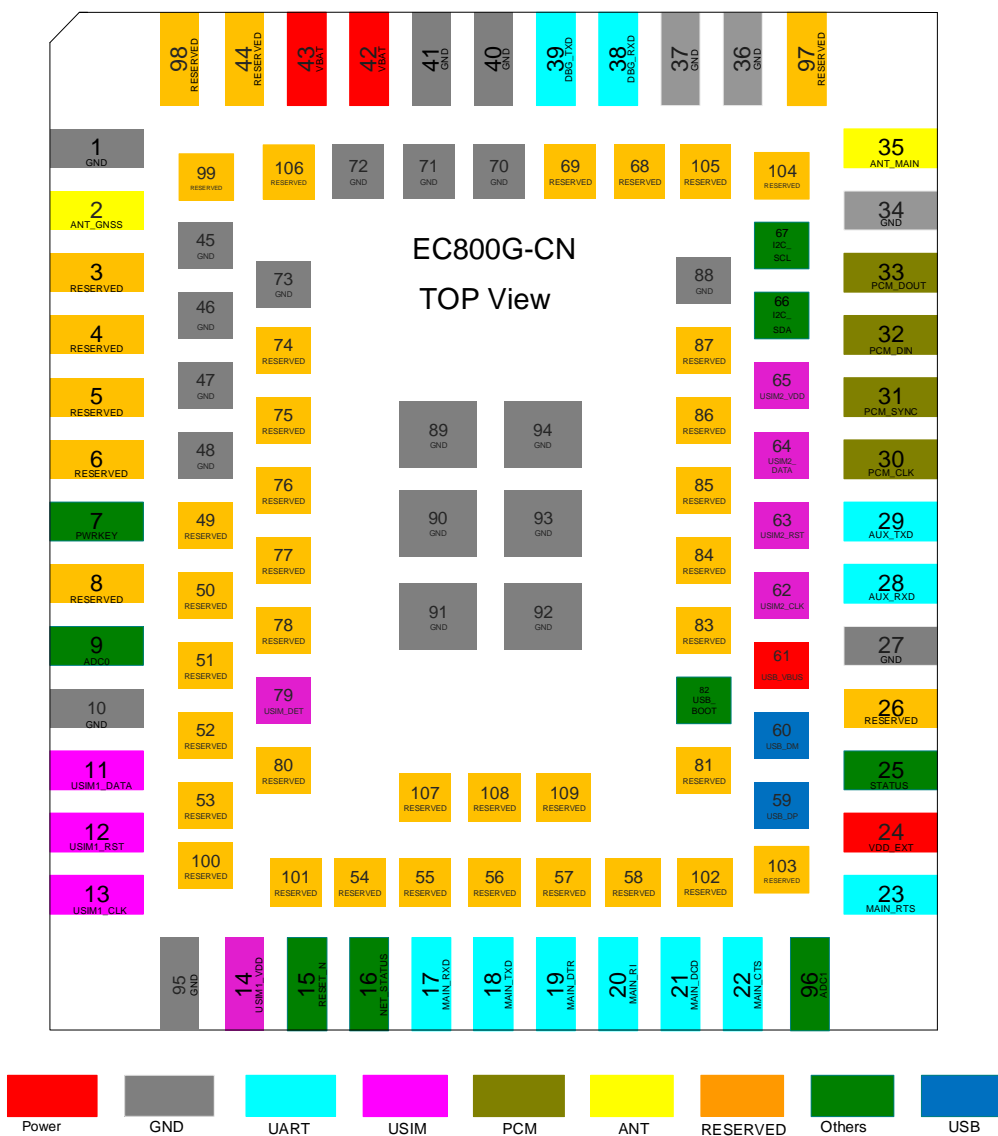 98 RESERVED
44 RESERVED
43 VBAT
42 VBAT
41 GND
40 GND
39 DBG_TXD
38 DBG_RXD
37 GND
36 GND
97 RESERVED
1
GND
2
ANT_GNSS
3
RESERVED
4
RESERVED
5
RESERVED
6
RESERVED
7
PWRKEY
8
RESERVED
9
ADC0
10
GND
11
USIM1_DATA
12
USIM1_RST
13
USIM1_CLK
99
RESERVED
45
GND
46
GND
47
GND
48
GND
49
RESERVED
50
RESERVED
51
RESERVED
52
RESERVED
53
RESERVED
100
RESERVED
106
RESERVED
72
GND
71
GND
70
GND
69
RESERVED
68
RESERVED
105
RESERVED
104
RESERVED
EC800G-CN
TOP View
73
GND
74
RESERVED
75
RESERVED
76
RESERVED
77
RESERVED
78
RESERVED
79
USIM_DET
80
RESERVED
89
GND
94
GND
90
GND
93
GND
91
GND
92
GND
107
RESERVED
108
RESERVED
109
RESERVED
88
GND
87
RESERVED
86
RESERVED
85
RESERVED
84
RESERVED
83
RESERVED
82
USB_
BOOT
81
RESERVED
67
I2C_
SCL
66
I2C_
SDA
65
USIM2_VDD
64
USIM2_
DATA
63
USIM2_RST
62
USIM2_CLK
61
USB_VBUS
60
USB_DM
59
USB_DP
103
RESERVED
101
RESERVED
54
RESERVED
55
RESERVED
56
RESERVED
57
RESERVED
58
RESERVED
102
RESERVED
35
ANT_MAIN
34
GND
33
PCM_DOUT
32
PCM_DIN
31
PCM_SYNC
30
PCM_CLK
29
AUX_TXD
28
AUX_RXD
27
GND
26
RESERVED
25
STATUS
24
VDD_EXT
23
MAIN_RTS
95 GND
14 USIM1_VDD
15 RESET_N
16 NET_STATUS
17 MAIN_RXD
18 MAIN_TXD
19 MAIN_DTR
20 MAIN_RI
21 MAIN_DCD
22 MAIN_CTS
96 ADC1
Power
GND
UART
USIM
PCM
ANT
RESERVED
Others
USB